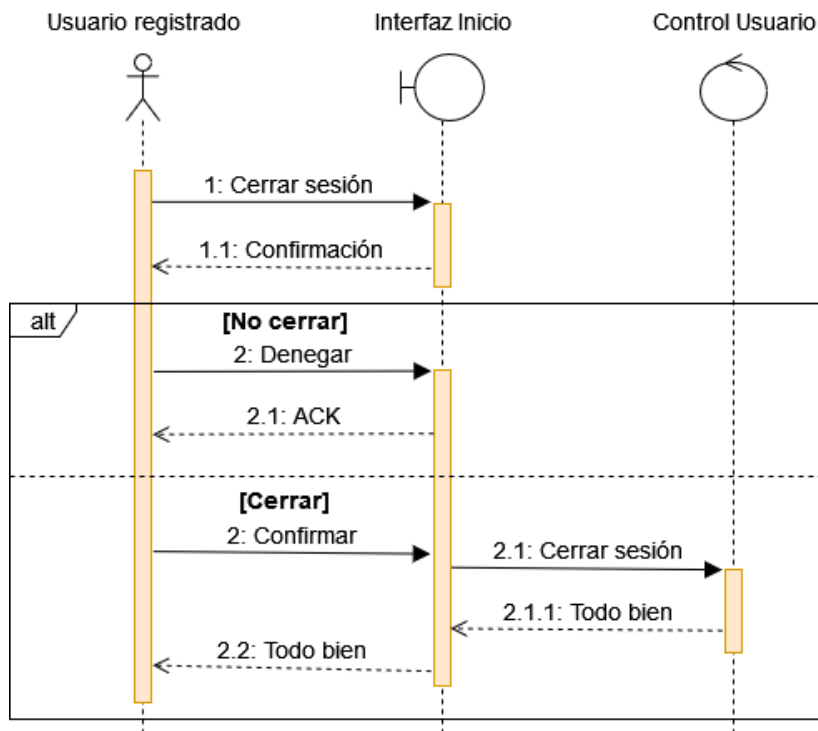 Usuario registrado
Interfaz Inicio
Control Usuario
1: Cerrar sesión
1.1: Confirmación
alt
[No cerrar]
2: Denegar
2.1: ACK
[Cerrar]
2: Confirmar
2.1: Cerrar sesión
2.1.1: Todo bien
2.2: Todo bien